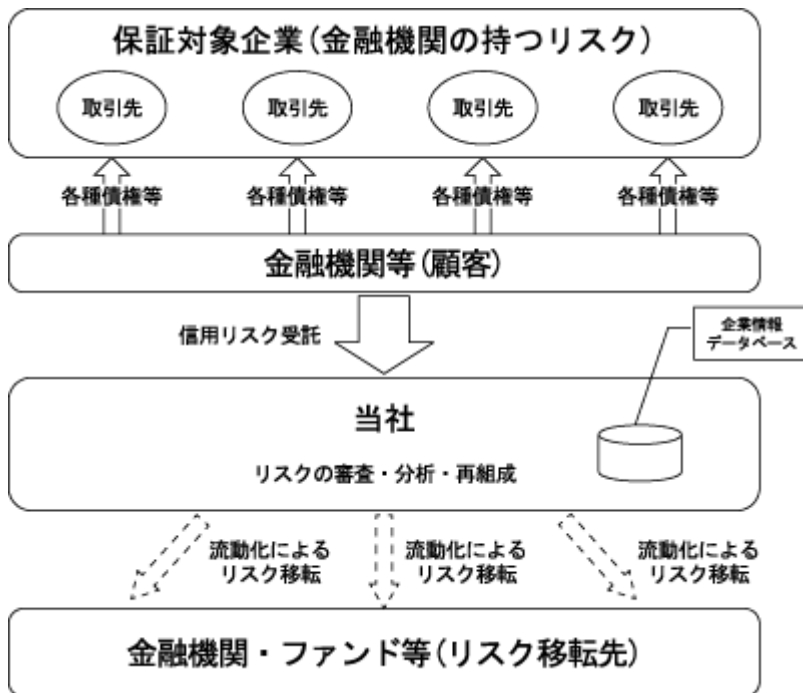 保証対象企業(金融機関の持つリスク)
取引先
取引先
取引先
取引先
各種債権等
各種債権等
各種債権等
各種債権等
金融機関等(顧客)
信用リスク受託
企業情報
データベース
当社
リスクの審査・分析・再組成
流動化による
リスク移転
流動化による
リスク移転
流動化による
リスク移転
金融機関・ファンド等(リスク移転先)